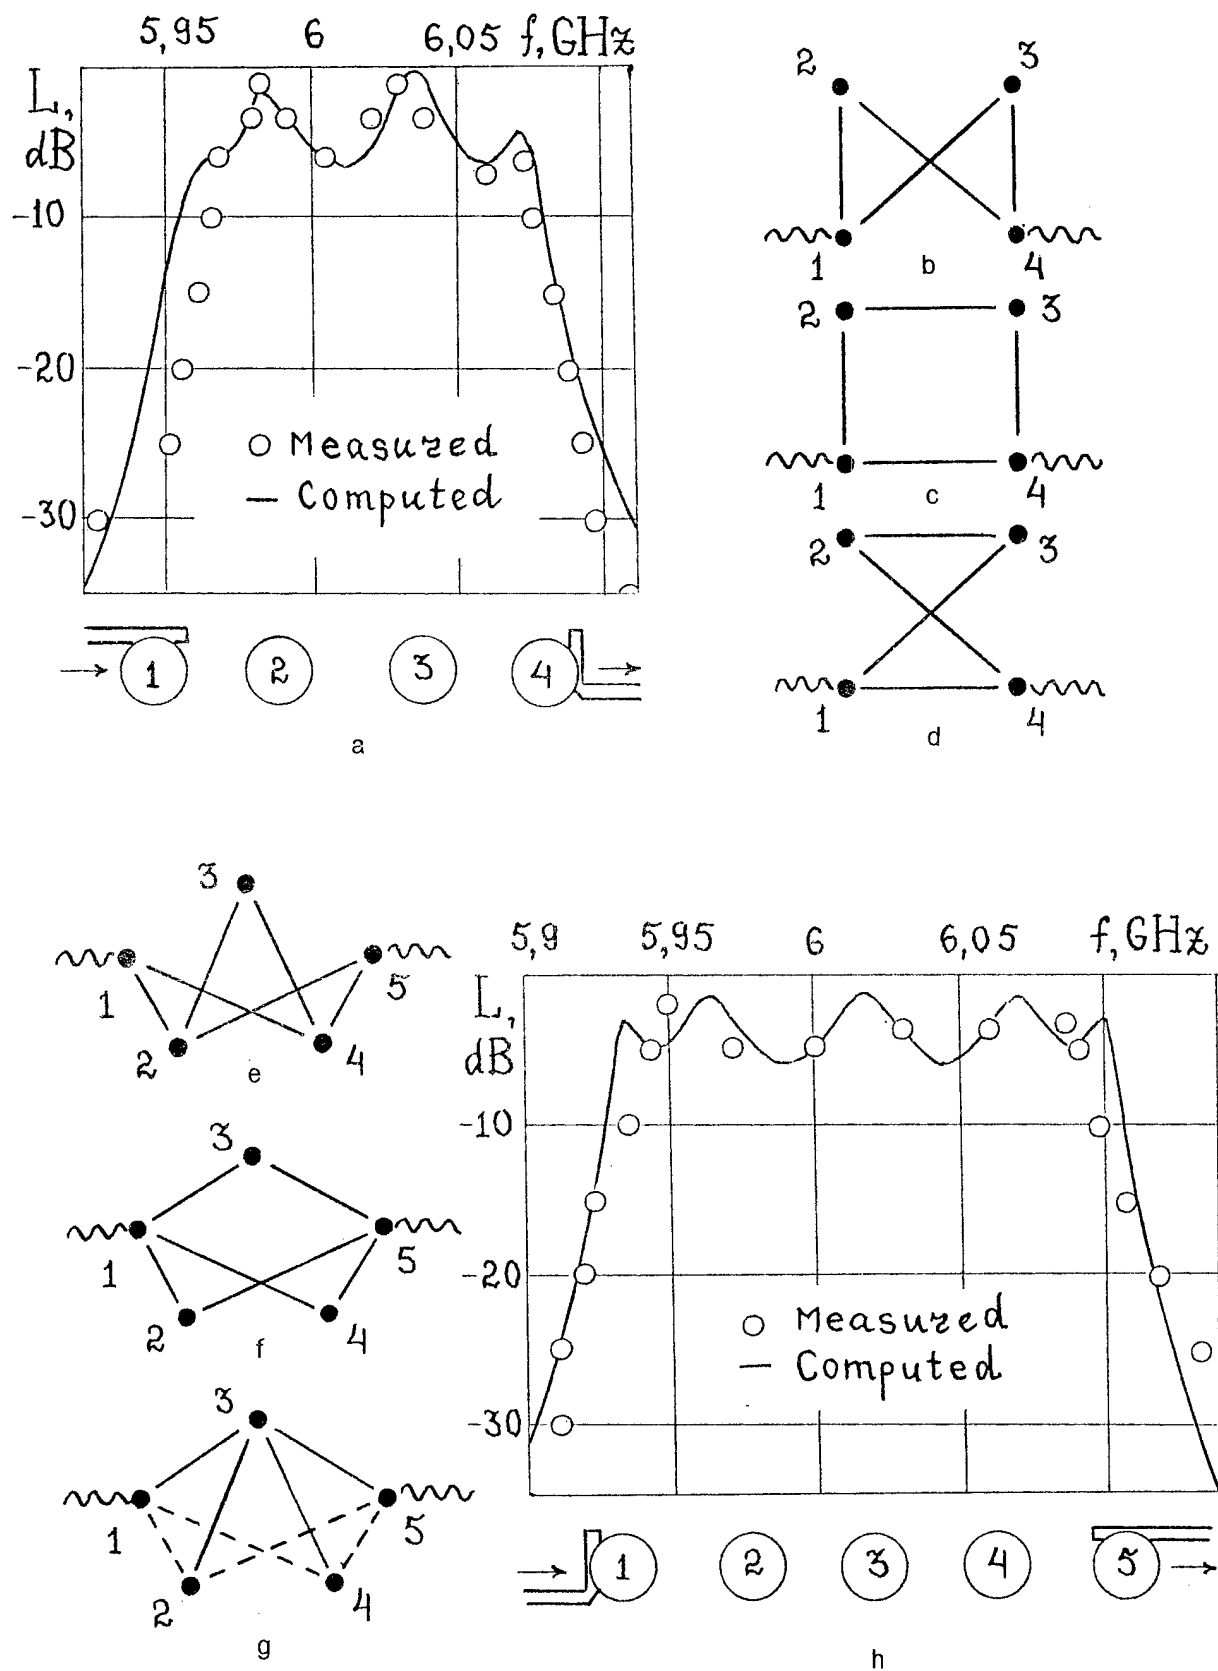 5,95 6 6,05 f,GHz
L,
dB
-10
-20
-30
○ Measured
— Computed
1 2 3 4
a
2 3
1 4
b
2 3
1 4
c
2 3
1 4
d
3
1 5
2 4
e
3
1 5
2 4
f
3
1 5
2 4
g
5,9 5,95 6 6,05 f,GHz
L,
dB
-10
-20
-30
○ Measured
— Computed
1 2 3 4 5
h